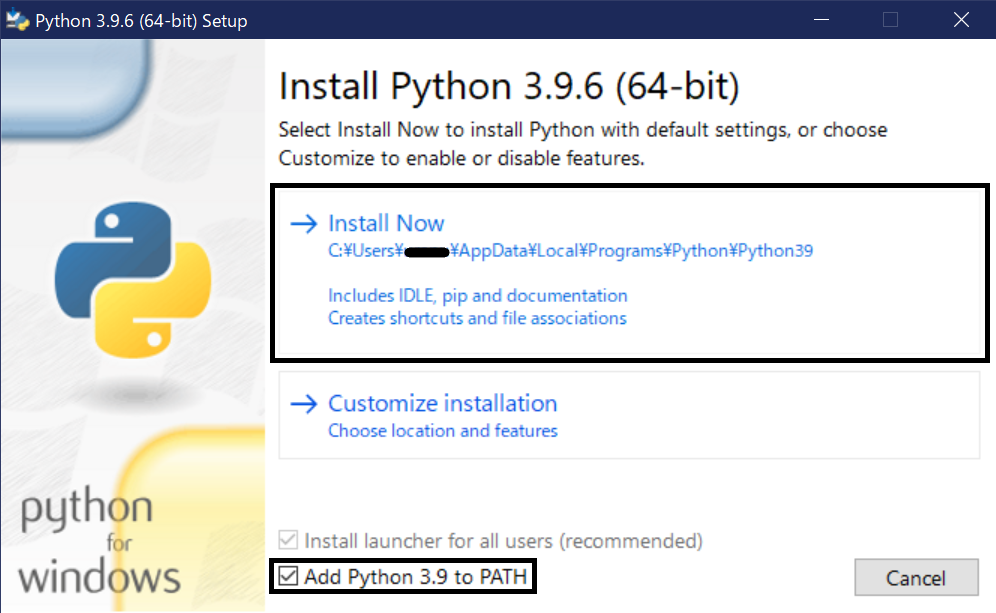 Python 3.9.6 (64-bit) Setup
Install Python 3.9.6 (64-bit)
Select Install Now to install Python with default settings, or choose
Customize to enable or disable features.
Install Now
C:¥Users¥ ¥AppData¥Local¥Programs¥Python¥Python39
Includes IDLE, pip and documentation
Creates shortcuts and file associations
Customize installation
Choose location and features
python
for
windows
Install launcher for all users (recommended)
Add Python 3.9 to PATH
Cancel